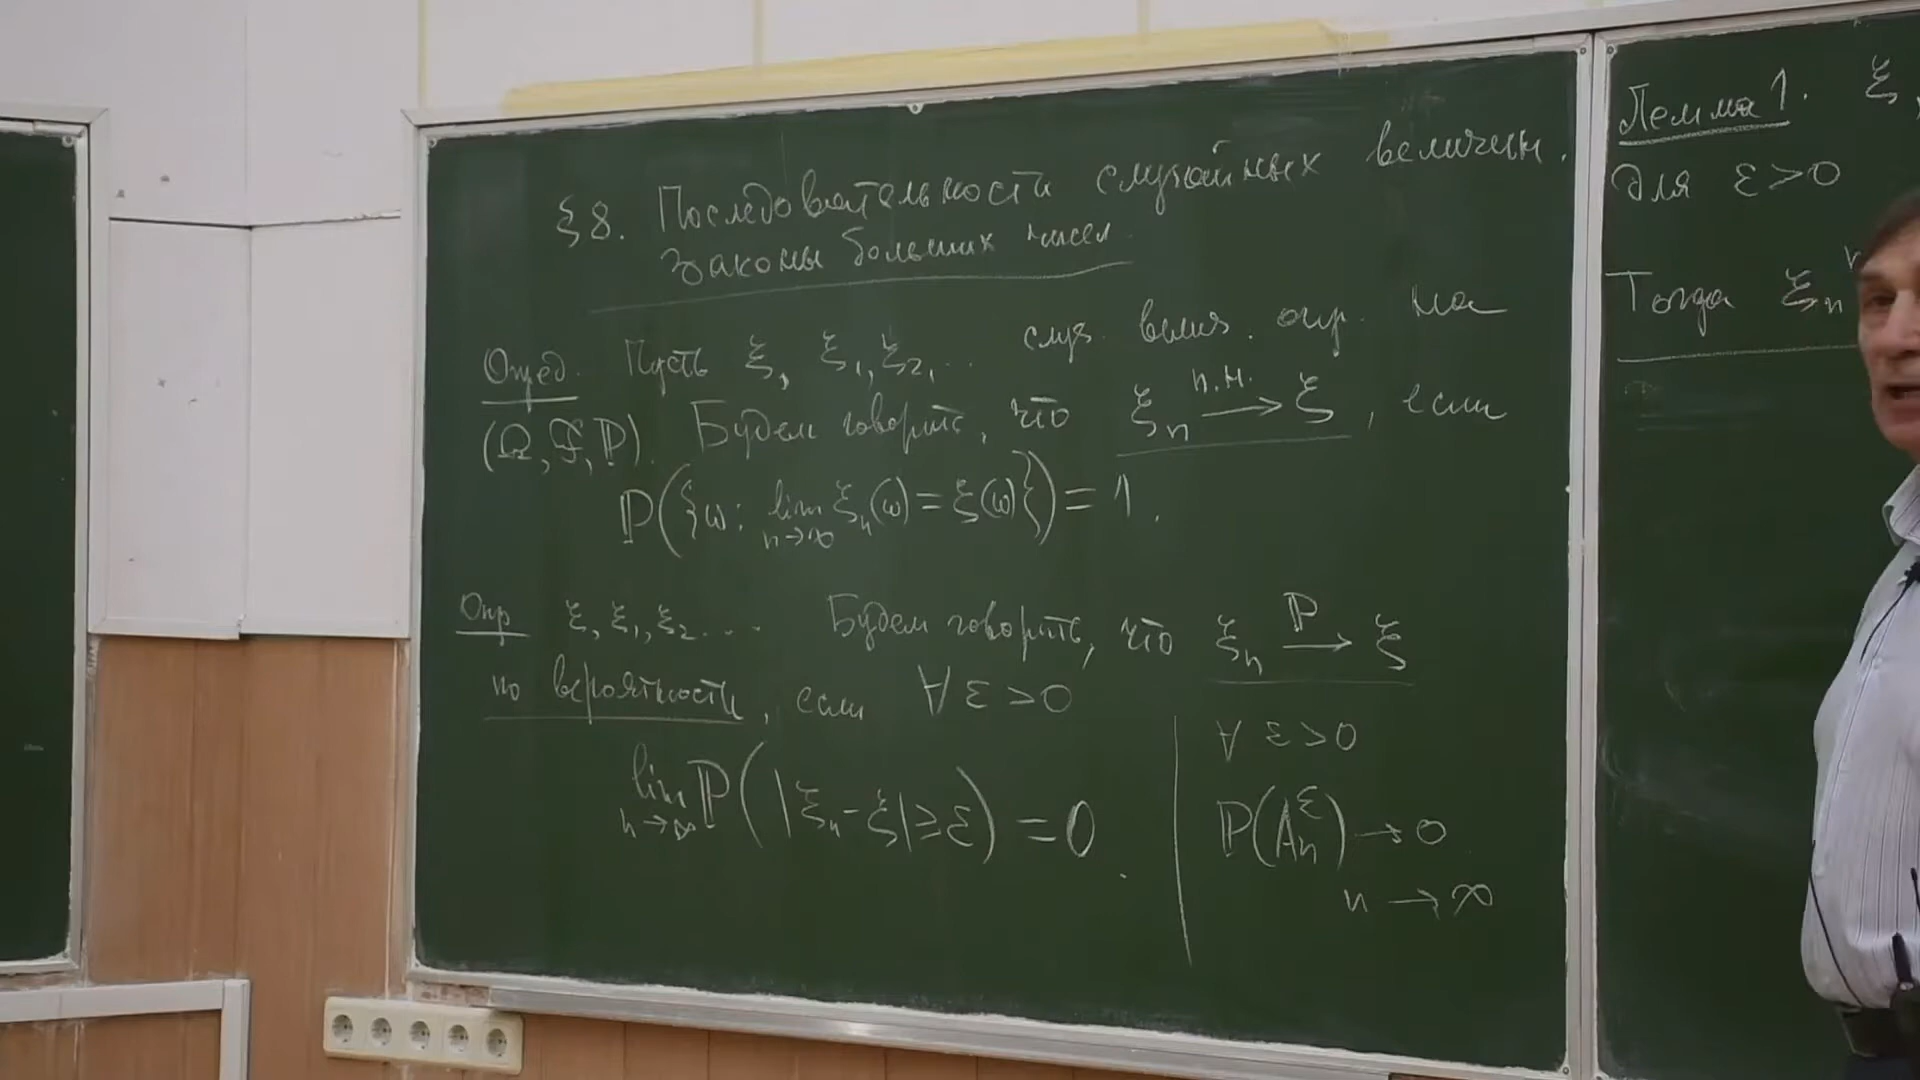 §8. Последовательности случайных величин.
Законы больших чисел.
Опред. Пусть ξ, ξ₁, ξ₂, ... случ. велич. опр. на
(Ω, ℱ, ℙ). Будем говорить, что ξₙ —п.н.→ ξ, если
ℙ({ω: lim_{n→∞} ξₙ(ω) = ξ(ω)}) = 1.
Опр ξ, ξ₁, ξ₂ ... Будем говорить, что ξₙ —ℙ→ ξ
по вероятности, если ∀ ε > 0
lim_{n→∞} ℙ(|ξₙ - ξ| ≥ ε) = 0.
∀ ε > 0
ℙ(Aₙ^ε) → 0
n → ∞
Лемма 1. ξ,
для ε > 0
Тогда ξₙ